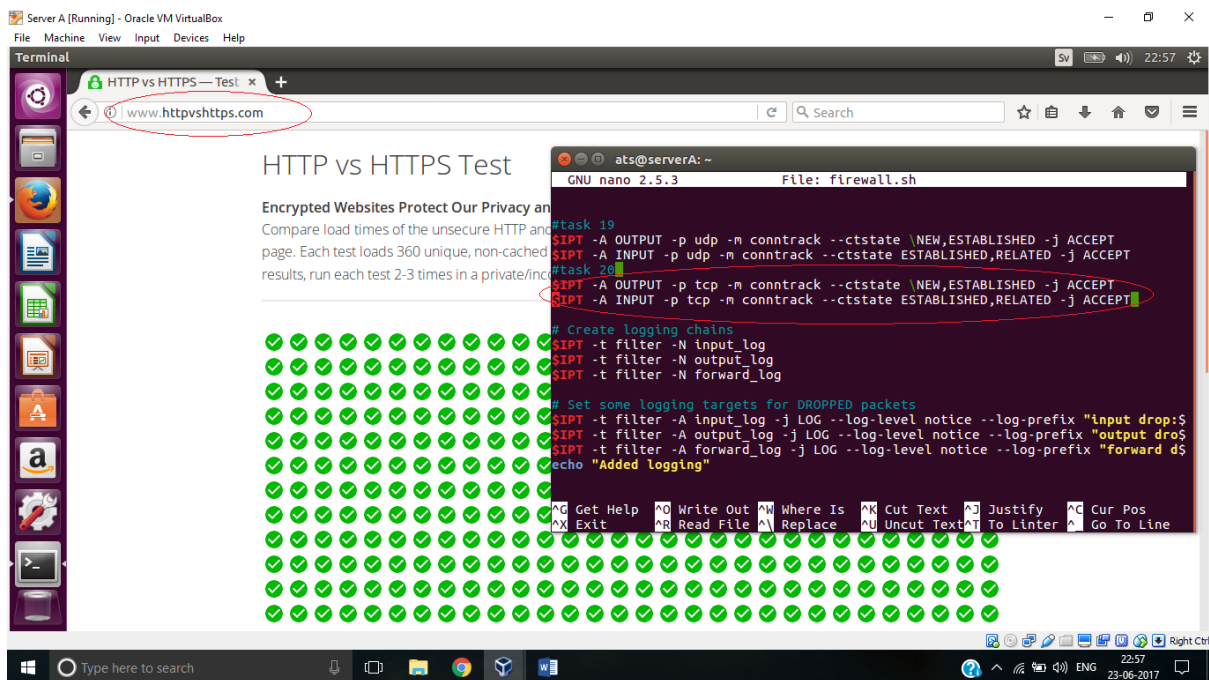 Server A [Running] - Oracle VM VirtualBox
File Machine View Input Devices Help
Terminal
Sv
22:57
HTTP vs HTTPS — Test
www.httpvshttps.com
Search
HTTP vs HTTPS Test
Encrypted Websites Protect Our Privacy an
Compare load times of the unsecure HTTP and
page. Each test loads 360 unique, non-cached
results, run each test 2-3 times in a private/inco
ats@serverA: ~
GNU nano 2.5.3 File: firewall.sh
#task 19
$IPT -A OUTPUT -p udp -m conntrack --ctstate \NEW,ESTABLISHED -j ACCEPT
$IPT -A INPUT -p udp -m conntrack --ctstate ESTABLISHED,RELATED -j ACCEPT
#task 20
$IPT -A OUTPUT -p tcp -m conntrack --ctstate \NEW,ESTABLISHED -j ACCEPT
$IPT -A INPUT -p tcp -m conntrack --ctstate ESTABLISHED,RELATED -j ACCEPT
# Create logging chains
$IPT -t filter -N input_log
$IPT -t filter -N output_log
$IPT -t filter -N forward_log
# Set some logging targets for DROPPED packets
$IPT -t filter -A input_log -j LOG --log-level notice --log-prefix "input drop:$
$IPT -t filter -A output_log -j LOG --log-level notice --log-prefix "output dro$
$IPT -t filter -A forward_log -j LOG --log-level notice --log-prefix "forward d$
echo "Added logging"
^G Get Help ^O Write Out ^W Where Is ^K Cut Text ^J Justify ^C Cur Pos
^X Exit ^R Read File ^\ Replace ^U Uncut Text ^T To Linter ^_ Go To Line
Right Ctrl
Type here to search
ENG
22:57
23-06-2017